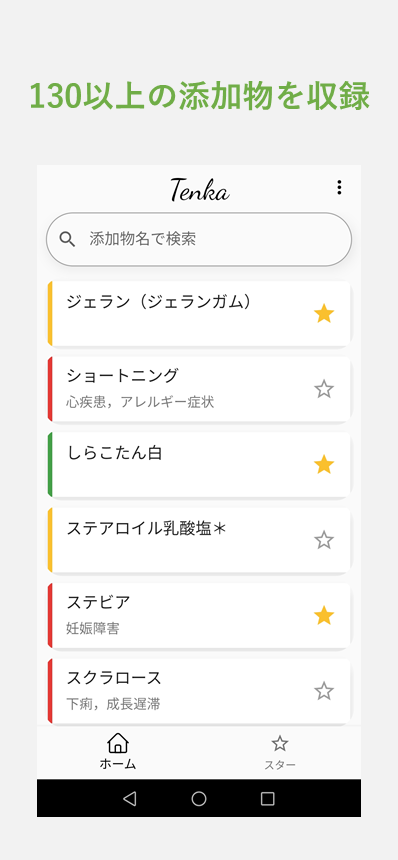 130以上の添加物を収録
Tenka
添加物名で検索
ジェラン（ジェランガム）
ショートニング
心疾患，アレルギー症状
しらこたん白
ステアロイル乳酸塩＊
ステビア
妊娠障害
スクラロース
下痢，成長遅滞
ホーム
スター